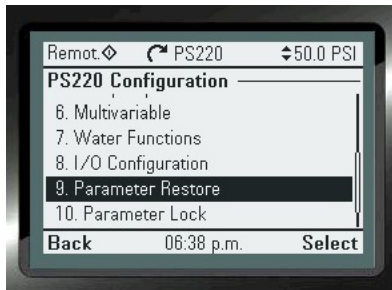 Remot. PS220 50.0 PSI
PS220 Configuration
6. Multivariable
7. Water Functions
8. I/O Configuration
9. Parameter Restore
10. Parameter Lock
Back 06:38 p.m. Select